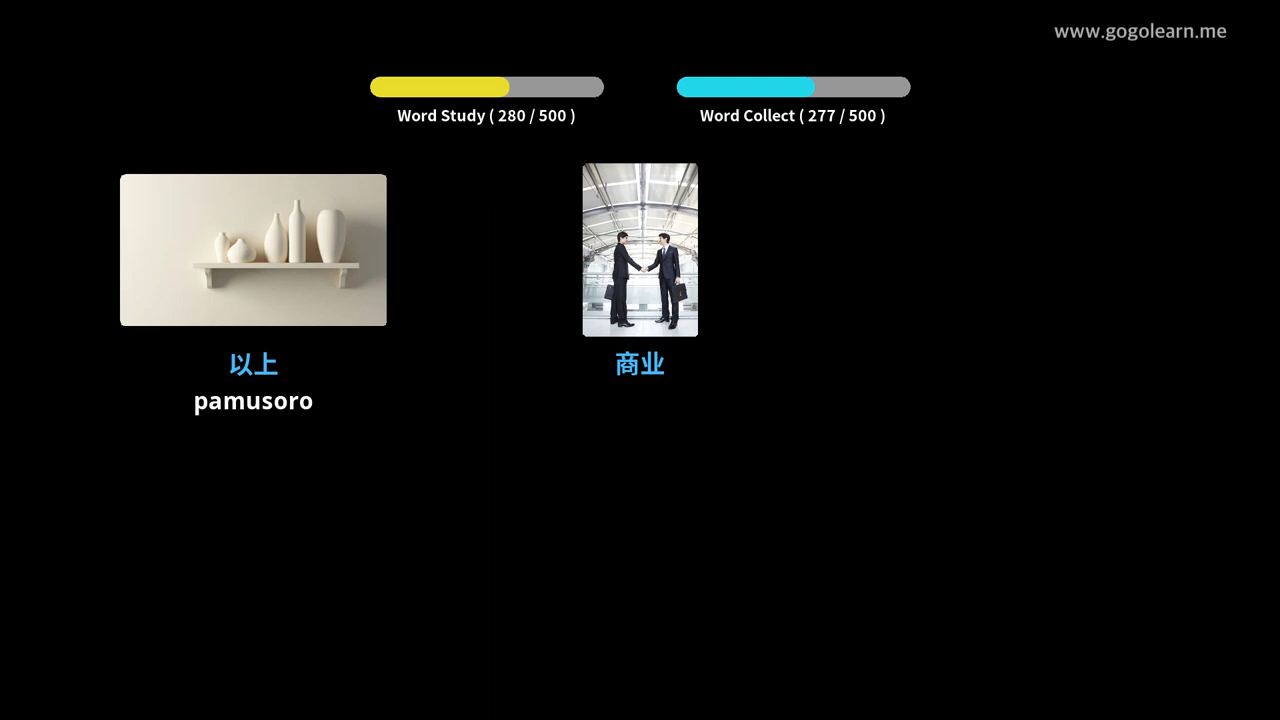 www.gogolearn.me
Word Study ( 280 / 500 )
Word Collect ( 277 / 500 )
以上
商业
pamusoro